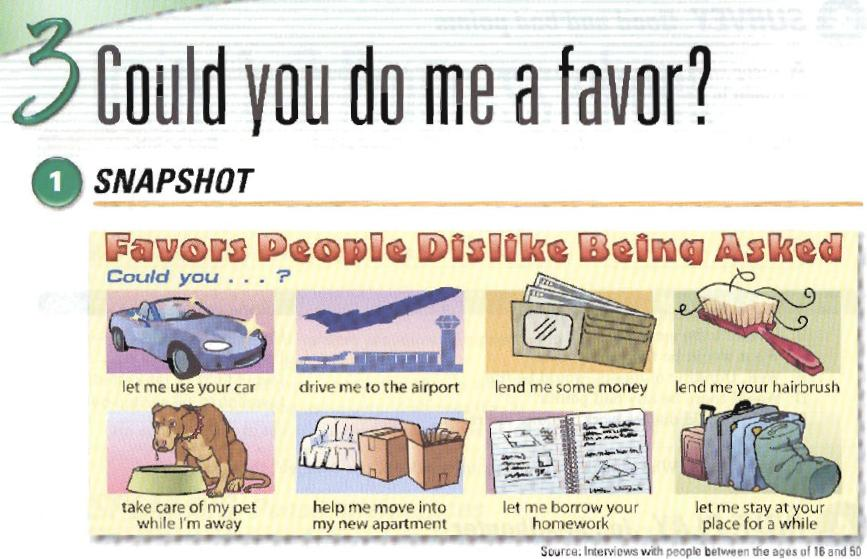 3 Could you do me a favor?
1 SNAPSHOT
Favors People Dislike Being Asked
Could you . . . ?
let me use your car
drive me to the airport
lend me some money
lend me your hairbrush
take care of my pet
while I'm away
help me move into
my new apartment
let me borrow your
homework
let me stay at your
place for a while
Source: Interviews with people between the ages of 16 and 50